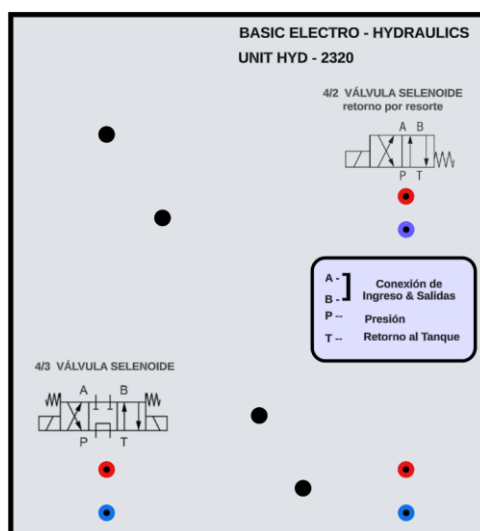 BASIC ELECTRO - HYDRAULICS
UNIT HYD - 2320
4/2 VÁLVULA SELENOIDE
retorno por resorte
A B
P T
A -
B -
Conexión de
Ingreso & Salidas
P -- Presión
T -- Retorno al Tanque
4/3 VÁLVULA SELENOIDE
A B
P T